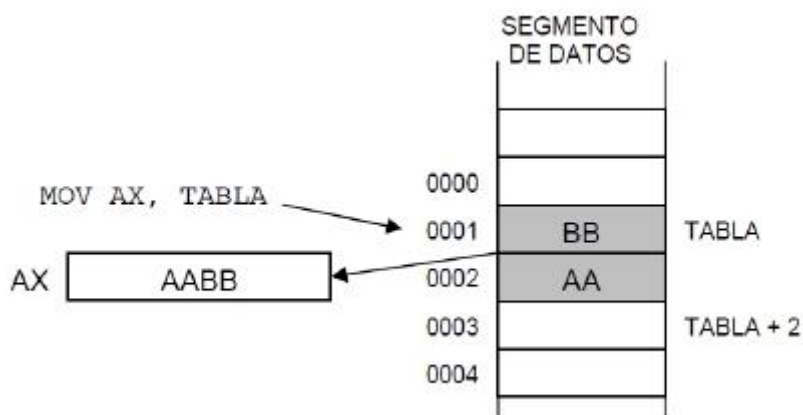 SEGMENTO
DE DATOS
0000
MOV AX, TABLA
0001 BB TABLA
AX AABB 0002 AA
0003 TABLA + 2
0004